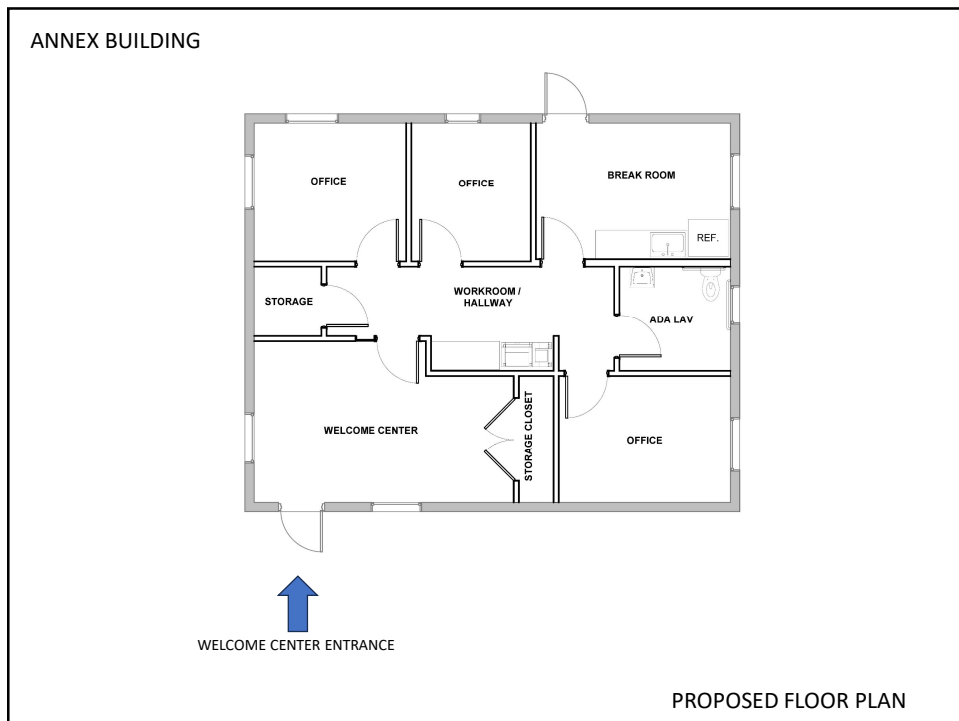 ANNEX BUILDING
OFFICE
OFFICE
BREAK ROOM
REF.
STORAGE
WORKROOM /
HALLWAY
ADA LAV
WELCOME CENTER
STORAGE CLOSET
OFFICE
WELCOME CENTER ENTRANCE
PROPOSED FLOOR PLAN